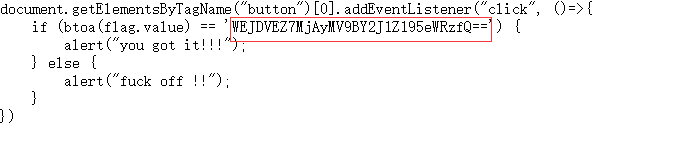 document.getElementsByTagName("button")[0].addEventListener("click", ()=>{
if (btoa(flag.value) == 'WEJDVEZ7MjAyMV9BY2J1Z195eWRzfQ==') {
alert("you got it!!!");
} else {
alert("fuck off !!");
}
})